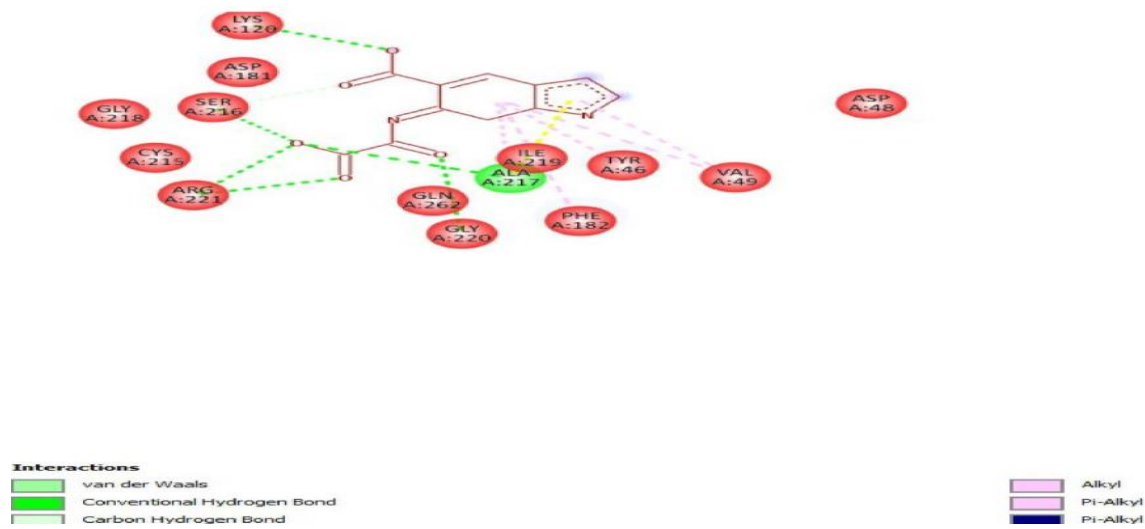 LYS
A:120
ASP
A:181
SER
A:216
GLY
A:218
CYS
A:215
ARG
A:221
O
O
N
O
O
O
N
ILE
A:219
ALA
A:217
GLN
A:262
GLY
A:220
TYR
A:46
PHE
A:182
VAL
A:49
ASP
A:48
Interactions
van der Waals
Conventional Hydrogen Bond
Carbon Hydrogen Bond
Alkyl
Pi-Alkyl
Pi-Alkyl